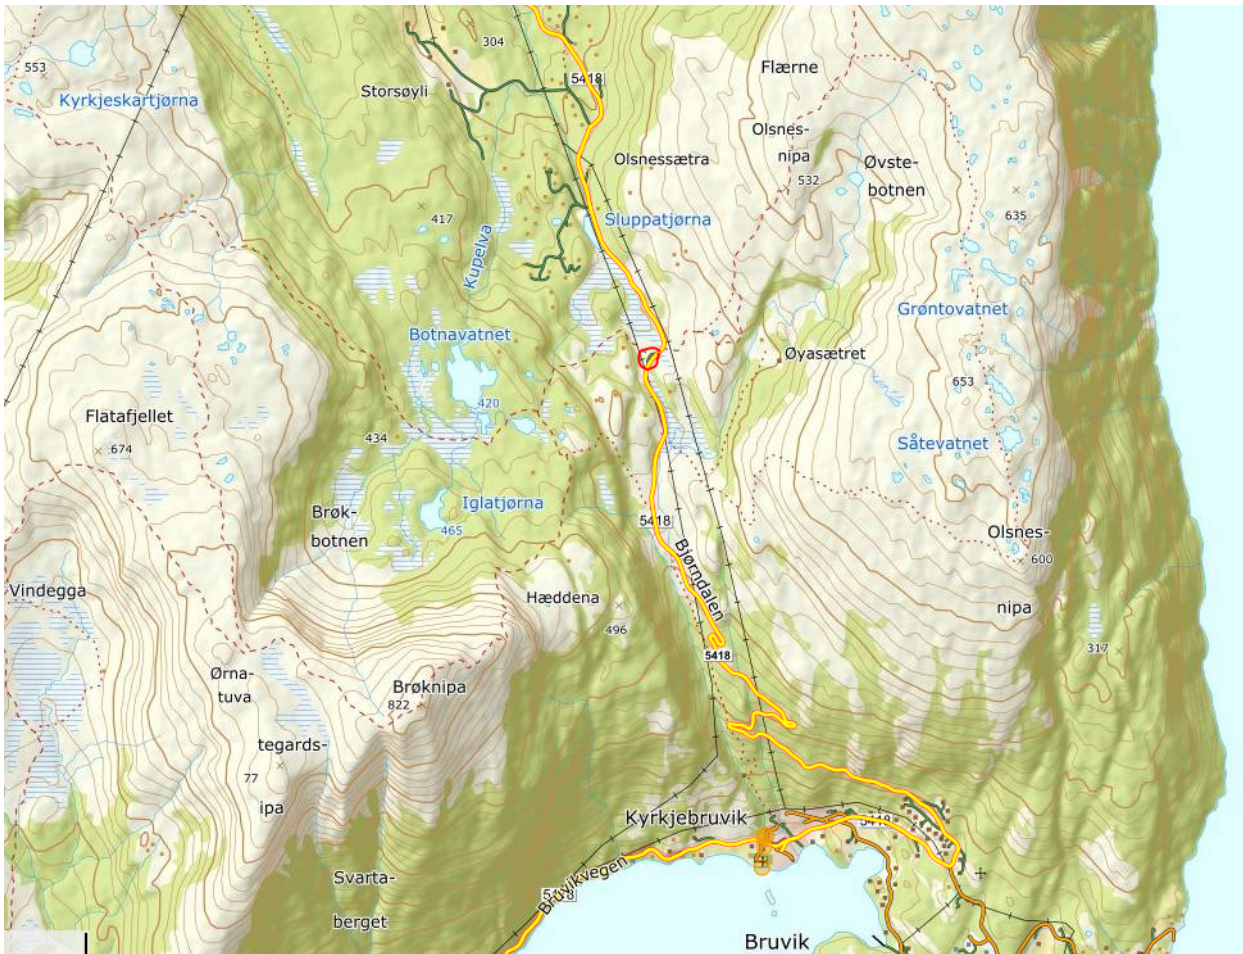 304
5418
Flærne
553
Kyrkjeskartjørna
Storsøyli
Olsnes-
nipa
Olsnessætra
Øvste-
botnen
532
417
Sluppatjørna
635
Kupelva
Grøntovatnet
Botnavatnet
Øyasætret
653
420
Flatafjellet
674
434
Såtevatnet
Iglatjørna
465
Brøk-
botnen
5418
Olsnes-
600
nipa
Bjørndalen
Vindegga
Hæddena
496
5418
317
Ørna-
tuva
Brøknipa
822
tegards-
77
ipa
Kyrkjebruvik
5418
Svarta-
berget
Bruvikvegen
Bruvik